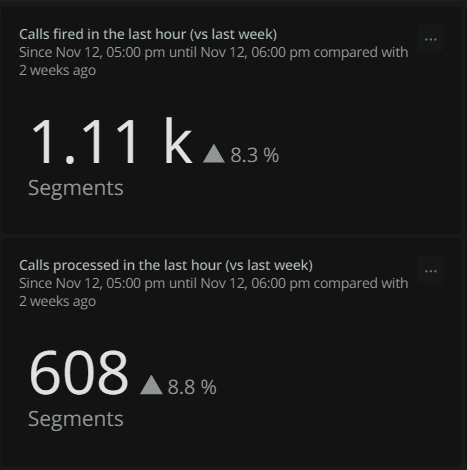 Calls fired in the last hour (vs last week)
Since Nov 12, 05:00 pm until Nov 12, 06:00 pm compared with
2 weeks ago
1.11 k ▲ 8.3 %
Segments
Calls processed in the last hour (vs last week)
Since Nov 12, 05:00 pm until Nov 12, 06:00 pm compared with
2 weeks ago
608 ▲ 8.8 %
Segments